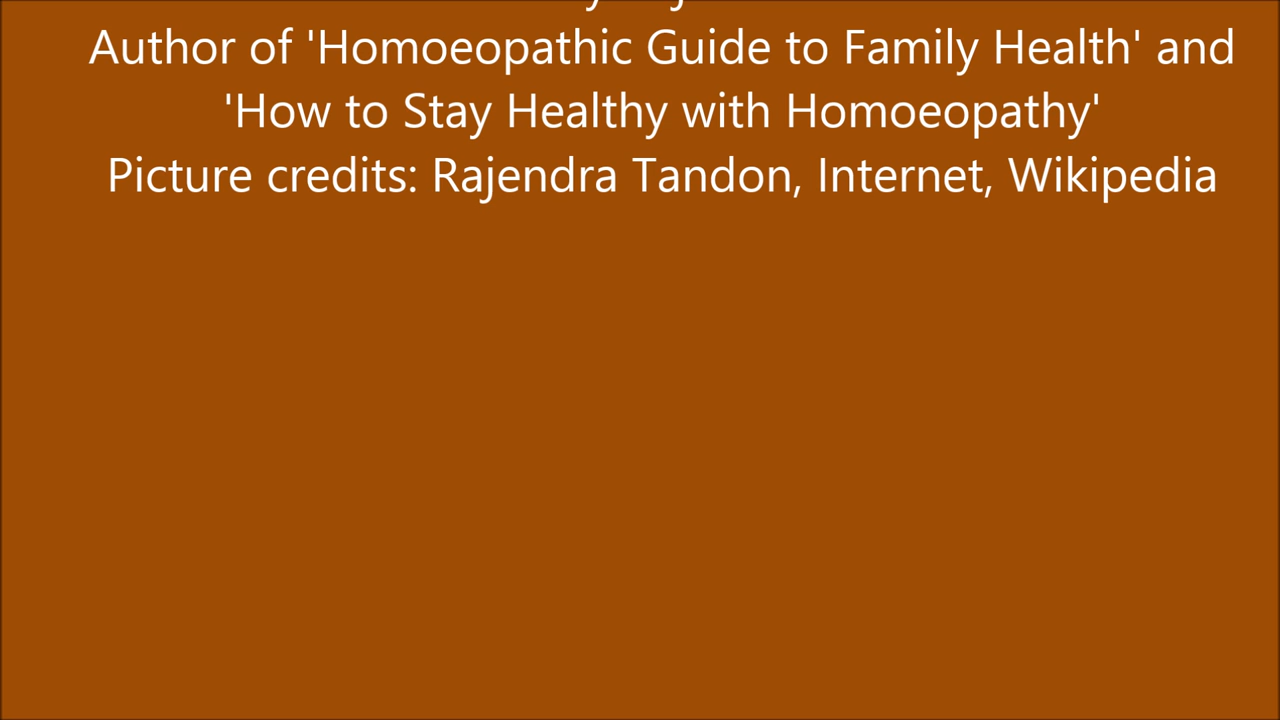 Author of 'Homoeopathic Guide to Family Health' and
'How to Stay Healthy with Homoeopathy'
Picture credits: Rajendra Tandon, Internet, Wikipedia